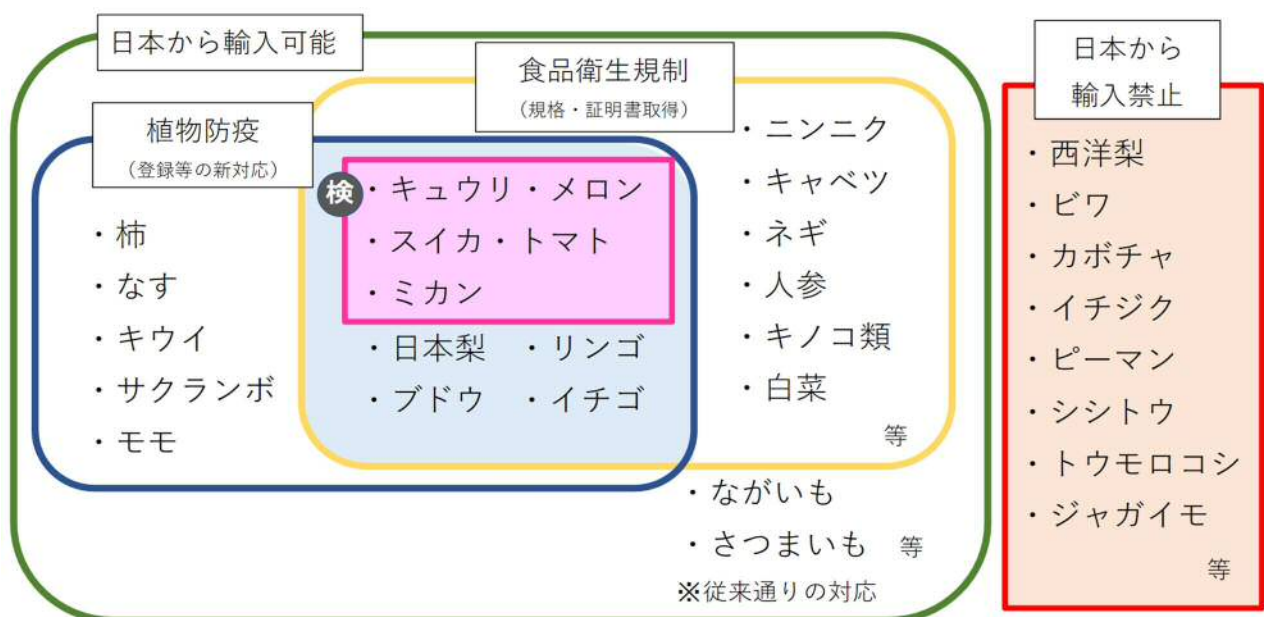 日本から輸入可能
食品衛生規制
（規格・証明書取得）
植物防疫
（登録等の新対応）
・柿
・なす
・キウイ
・サクランボ
・モモ
検
・キュウリ・メロン
・スイカ・トマト
・ミカン
・日本梨 ・リンゴ
・ブドウ ・イチゴ
・ニンニク
・キャベツ
・ネギ
・人参
・キノコ類
・白菜
等
・ながいも
・さつまいも 等
※従来通りの対応
日本から
輸入禁止
・西洋梨
・ビワ
・カボチャ
・イチジク
・ピーマン
・シシトウ
・トウモロコシ
・ジャガイモ
等